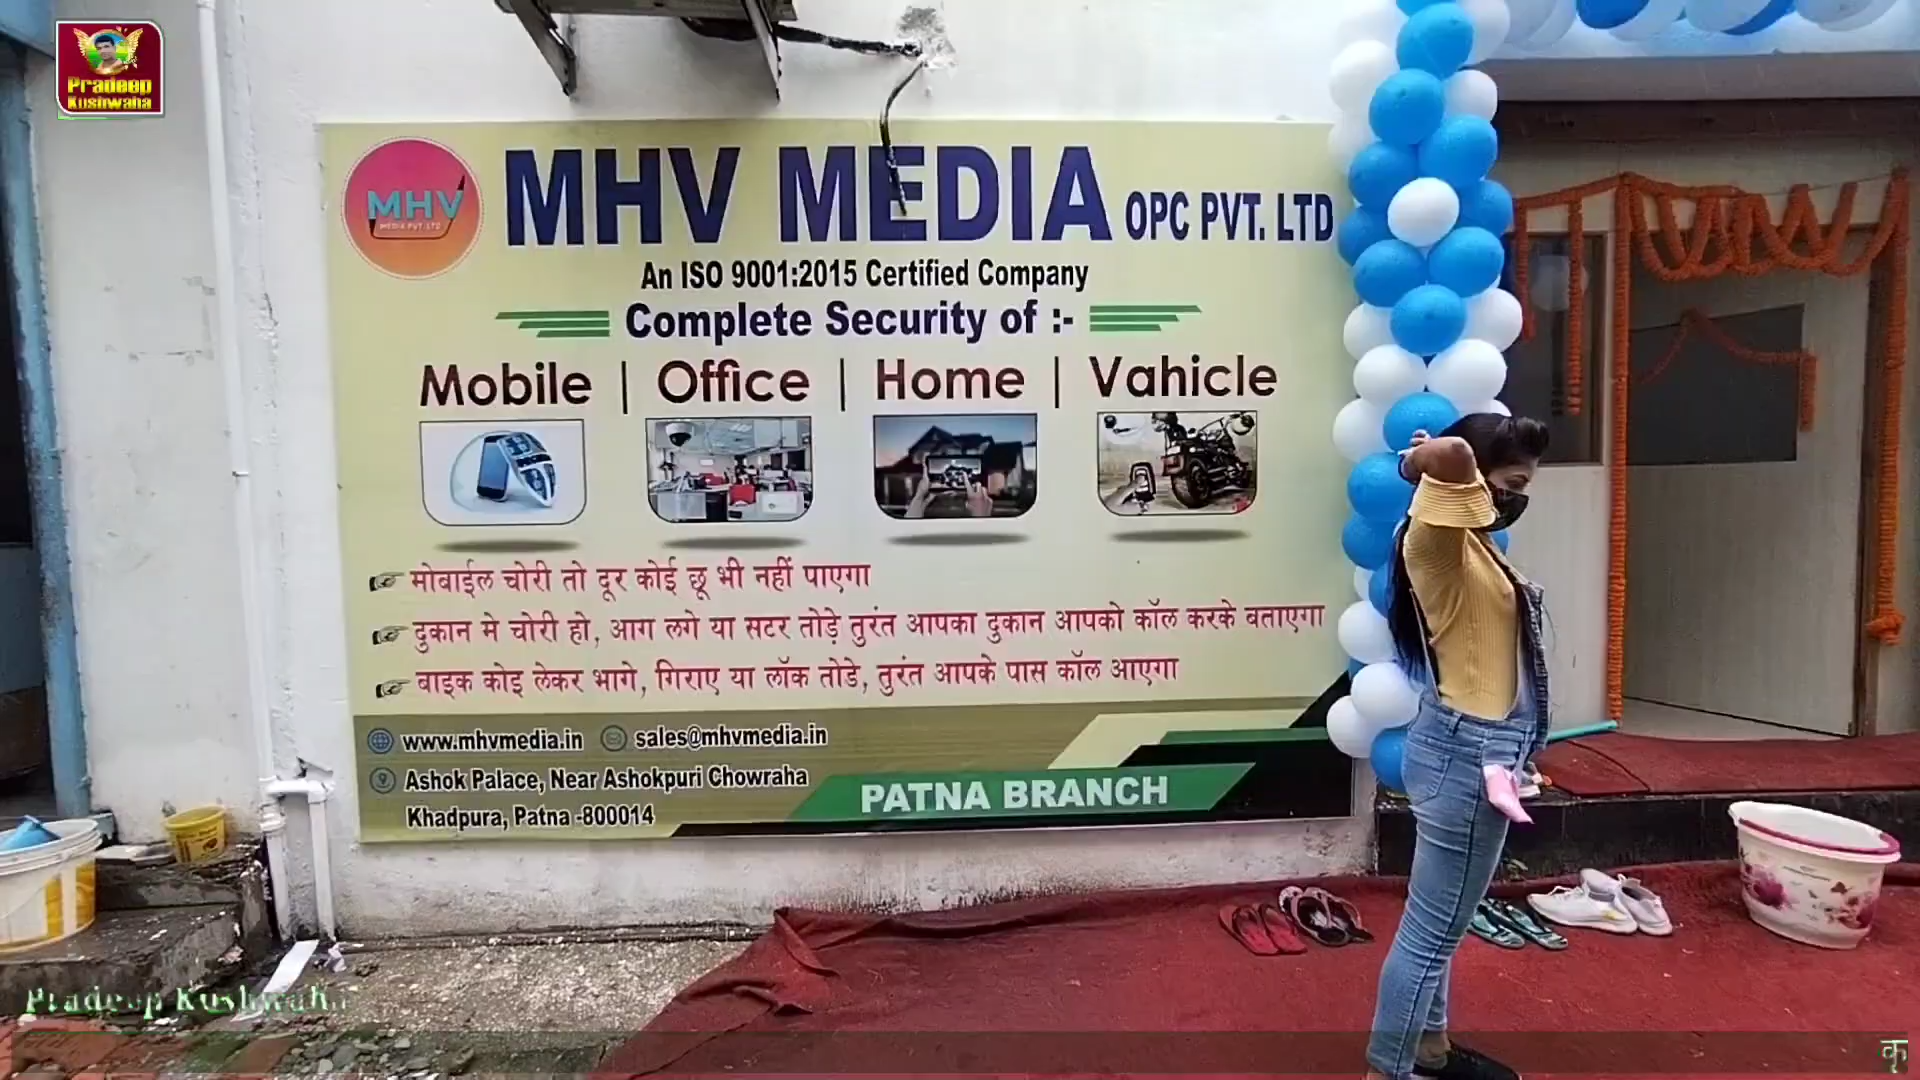 Pradeep
Kushwaha
MHV
MEDIA PVT. LTD
MHV MEDIA OPC PVT. LTD
An ISO 9001:2015 Certified Company
Complete Security of :-
Mobile | Office | Home | Vahicle
मोबाईल चोरी तो दूर कोई छू भी नहीं पाएगा
दुकान मे चोरी हो, आग लगे या सटर तोड़े तुरंत आपका दुकान आपको कॉल करके बताएगा
बाइक कोइ लेकर भागे, गिराए या लॉक तोडे, तुरंत आपके पास कॉल आएगा
www.mhvmedia.in sales@mhvmedia.in
Ashok Palace, Near Ashokpuri Chowraha
Khadpura, Patna -800014
PATNA BRANCH
Pradeep Kushwaha
कृ